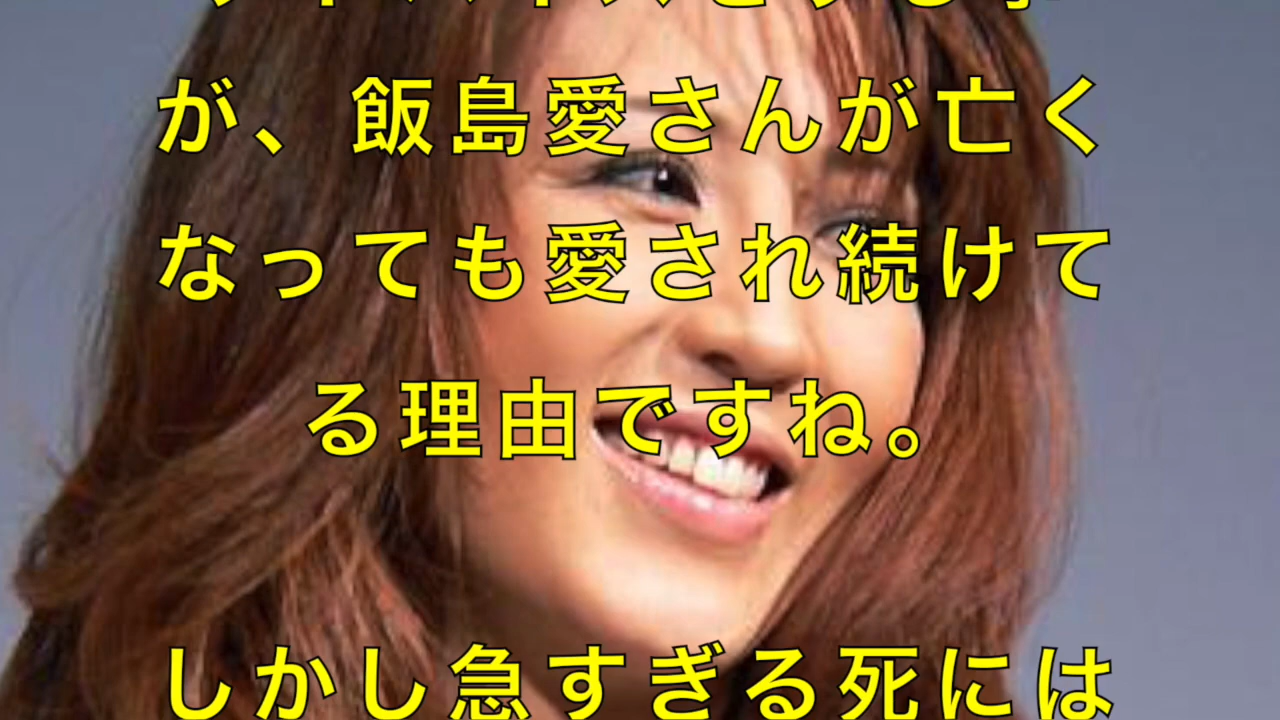 が、飯島愛さんが亡く
なっても愛され続けて
る理由ですね。
しかし急すぎる死には